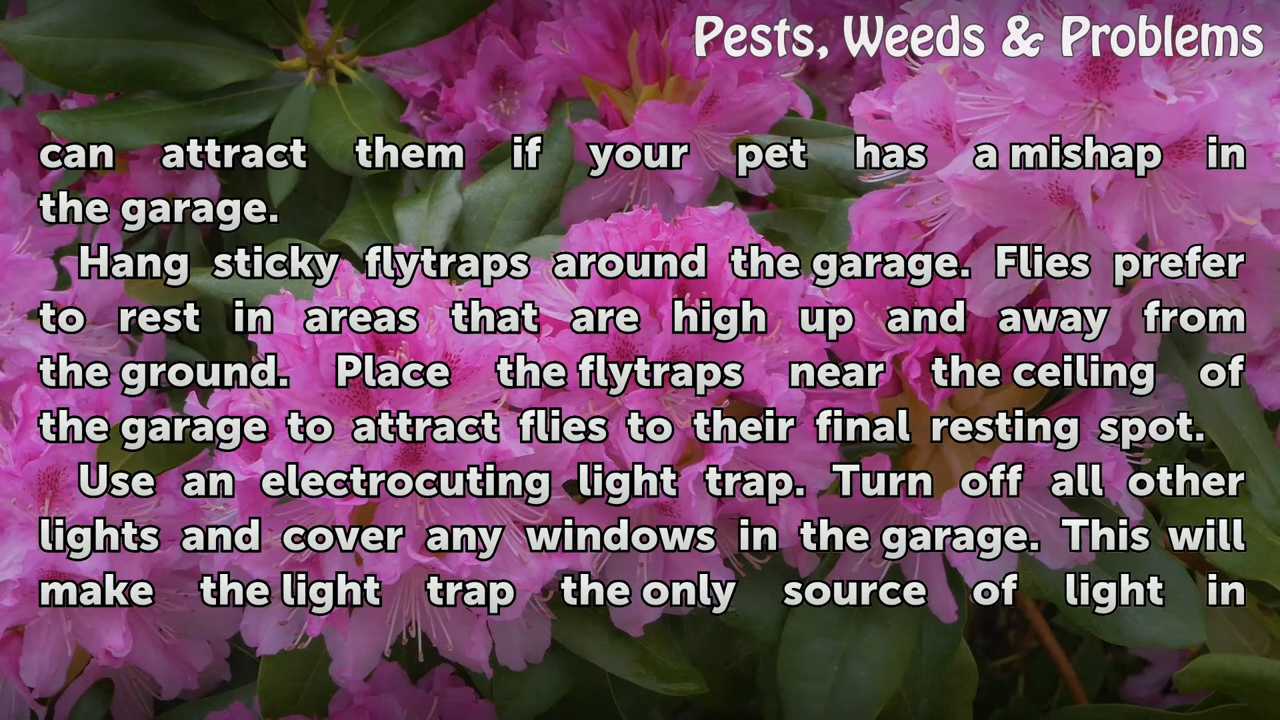 Pests, Weeds & Problems
can attract them if your pet has a mishap in
the garage.
Hang sticky flytraps around the garage. Flies prefer
to rest in areas that are high up and away from
the ground. Place the flytraps near the ceiling of
the garage to attract flies to their final resting spot.
Use an electrocuting light trap. Turn off all other
lights and cover any windows in the garage. This will
make the light trap the only source of light in